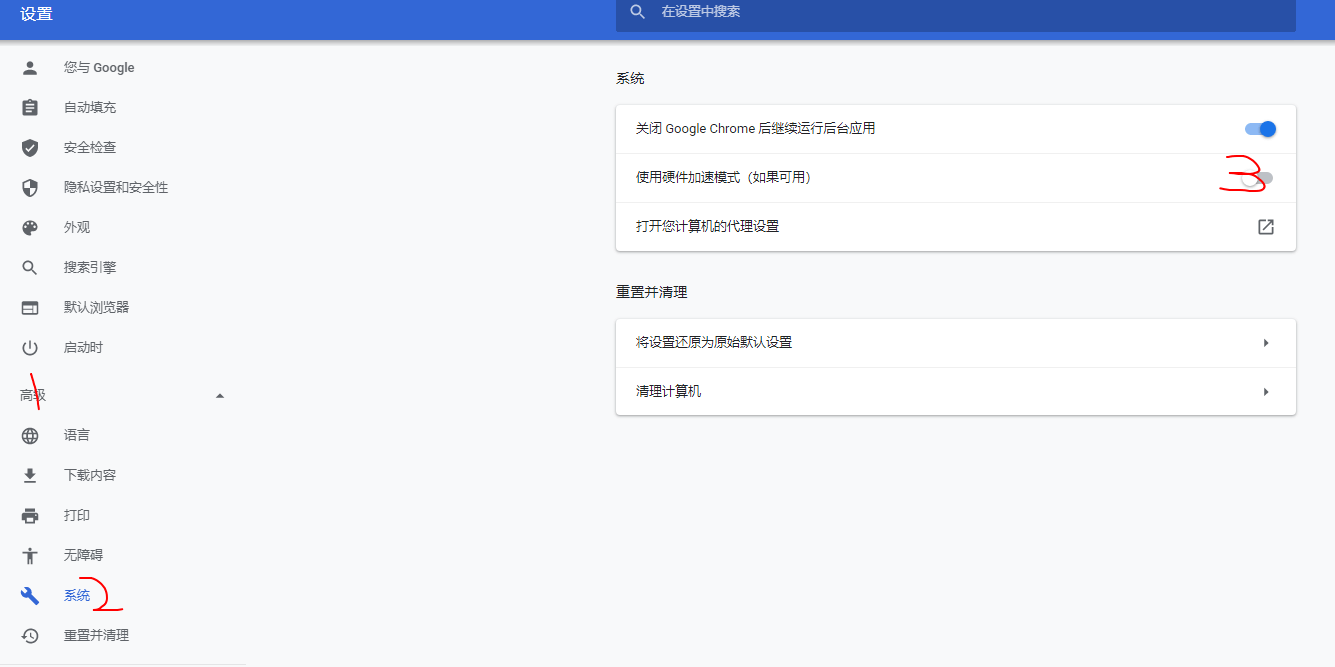 设置
在设置中搜索
您与 Google
自动填充
安全检查
隐私设置和安全性
外观
搜索引擎
默认浏览器
启动时
高级
1
语言
下载内容
打印
无障碍
系统
2
重置并清理
系统
关闭 Google Chrome 后继续运行后台应用
使用硬件加速模式（如果可用）
3
打开您计算机的代理设置
重置并清理
将设置还原为原始默认设置
清理计算机